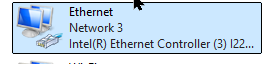 Ethernet
Network 3
Intel(R) Ethernet Controller (3) I22...